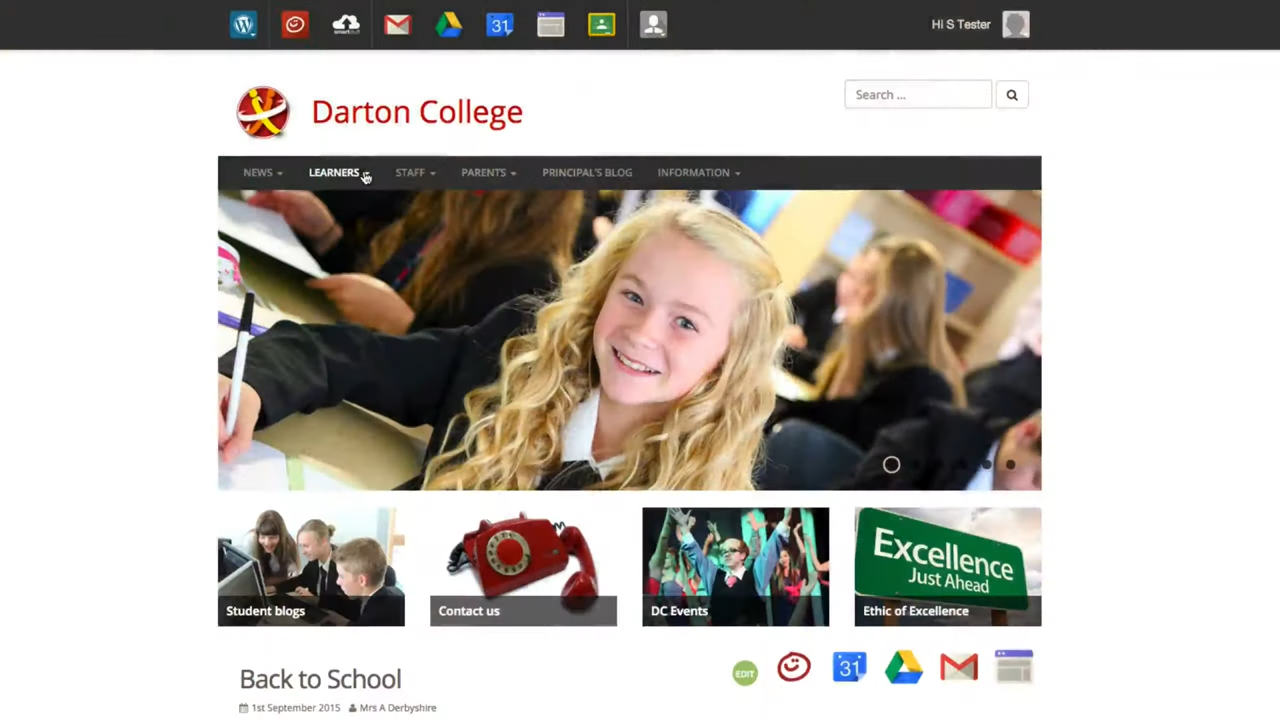 31
Hi S Tester
Darton College
Search ...
NEWS
LEARNERS
STAFF
PARENTS
PRINCIPAL'S BLOG
INFORMATION
Excellence
Just Ahead
Student blogs
Contact us
DC Events
Ethic of Excellence
Back to School
EDIT
31
1st September 2015
Mrs A Derbyshire